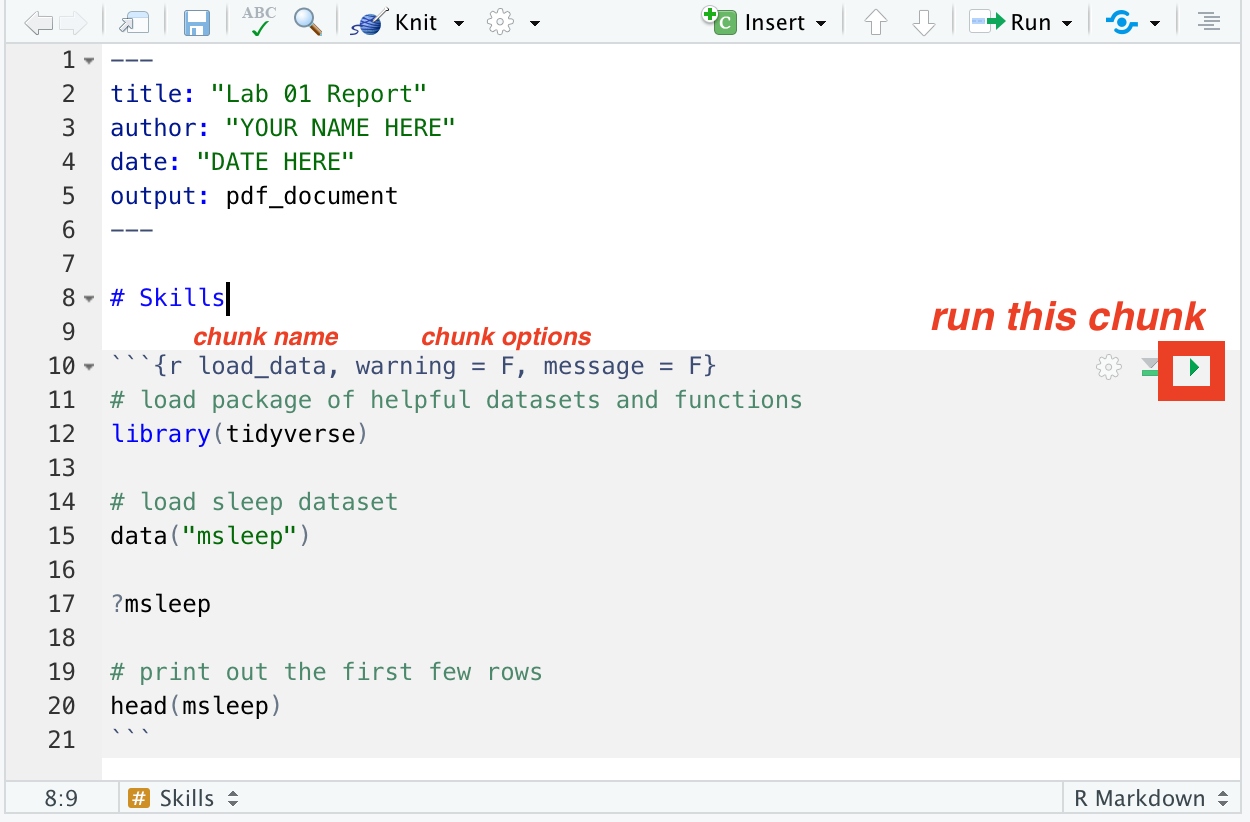 ABC Knit C Insert Run
1 ---
2 title: "Lab 01 Report"
3 author: "YOUR NAME HERE"
4 date: "DATE HERE"
5 output: pdf_document
6 ---
7
8 # Skills
run this chunk
9
chunk name chunk options
10 ```{r load_data, warning = F, message = F}
11 # load package of helpful datasets and functions
12 library(tidyverse)
13
14 # load sleep dataset
15 data("msleep")
16
17 ?msleep
18
19 # print out the first few rows
20 head(msleep)
21 ```
8:9 # Skills R Markdown